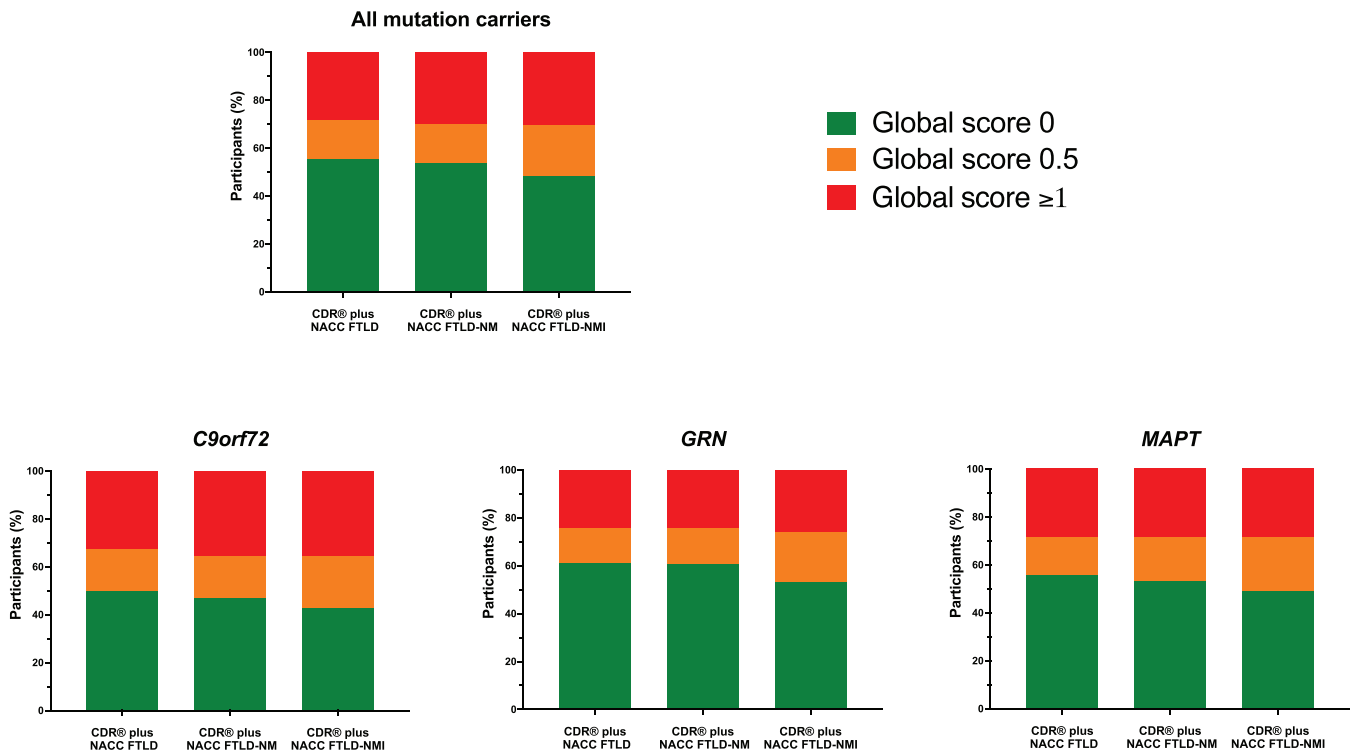 All mutation carriers
Participants (%)
100
80
60
40
20
0
CDR® plus
NACC FTLD
CDR® plus
NACC FTLD-NM
CDR® plus
NACC FTLD-NMI
Global score 0
Global score 0.5
Global score ≥1
C9orf72
Participants (%)
100
80
60
40
20
0
CDR® plus
NACC FTLD
CDR® plus
NACC FTLD-NM
CDR® plus
NACC FTLD-NMI
GRN
Participants (%)
100
80
60
40
20
0
CDR® plus
NACC FTLD
CDR® plus
NACC FTLD-NM
CDR® plus
NACC FTLD-NMI
MAPT
Participants (%)
100
80
60
40
20
0
CDR® plus
NACC FTLD
CDR® plus
NACC FTLD-NM
CDR® plus
NACC FTLD-NMI